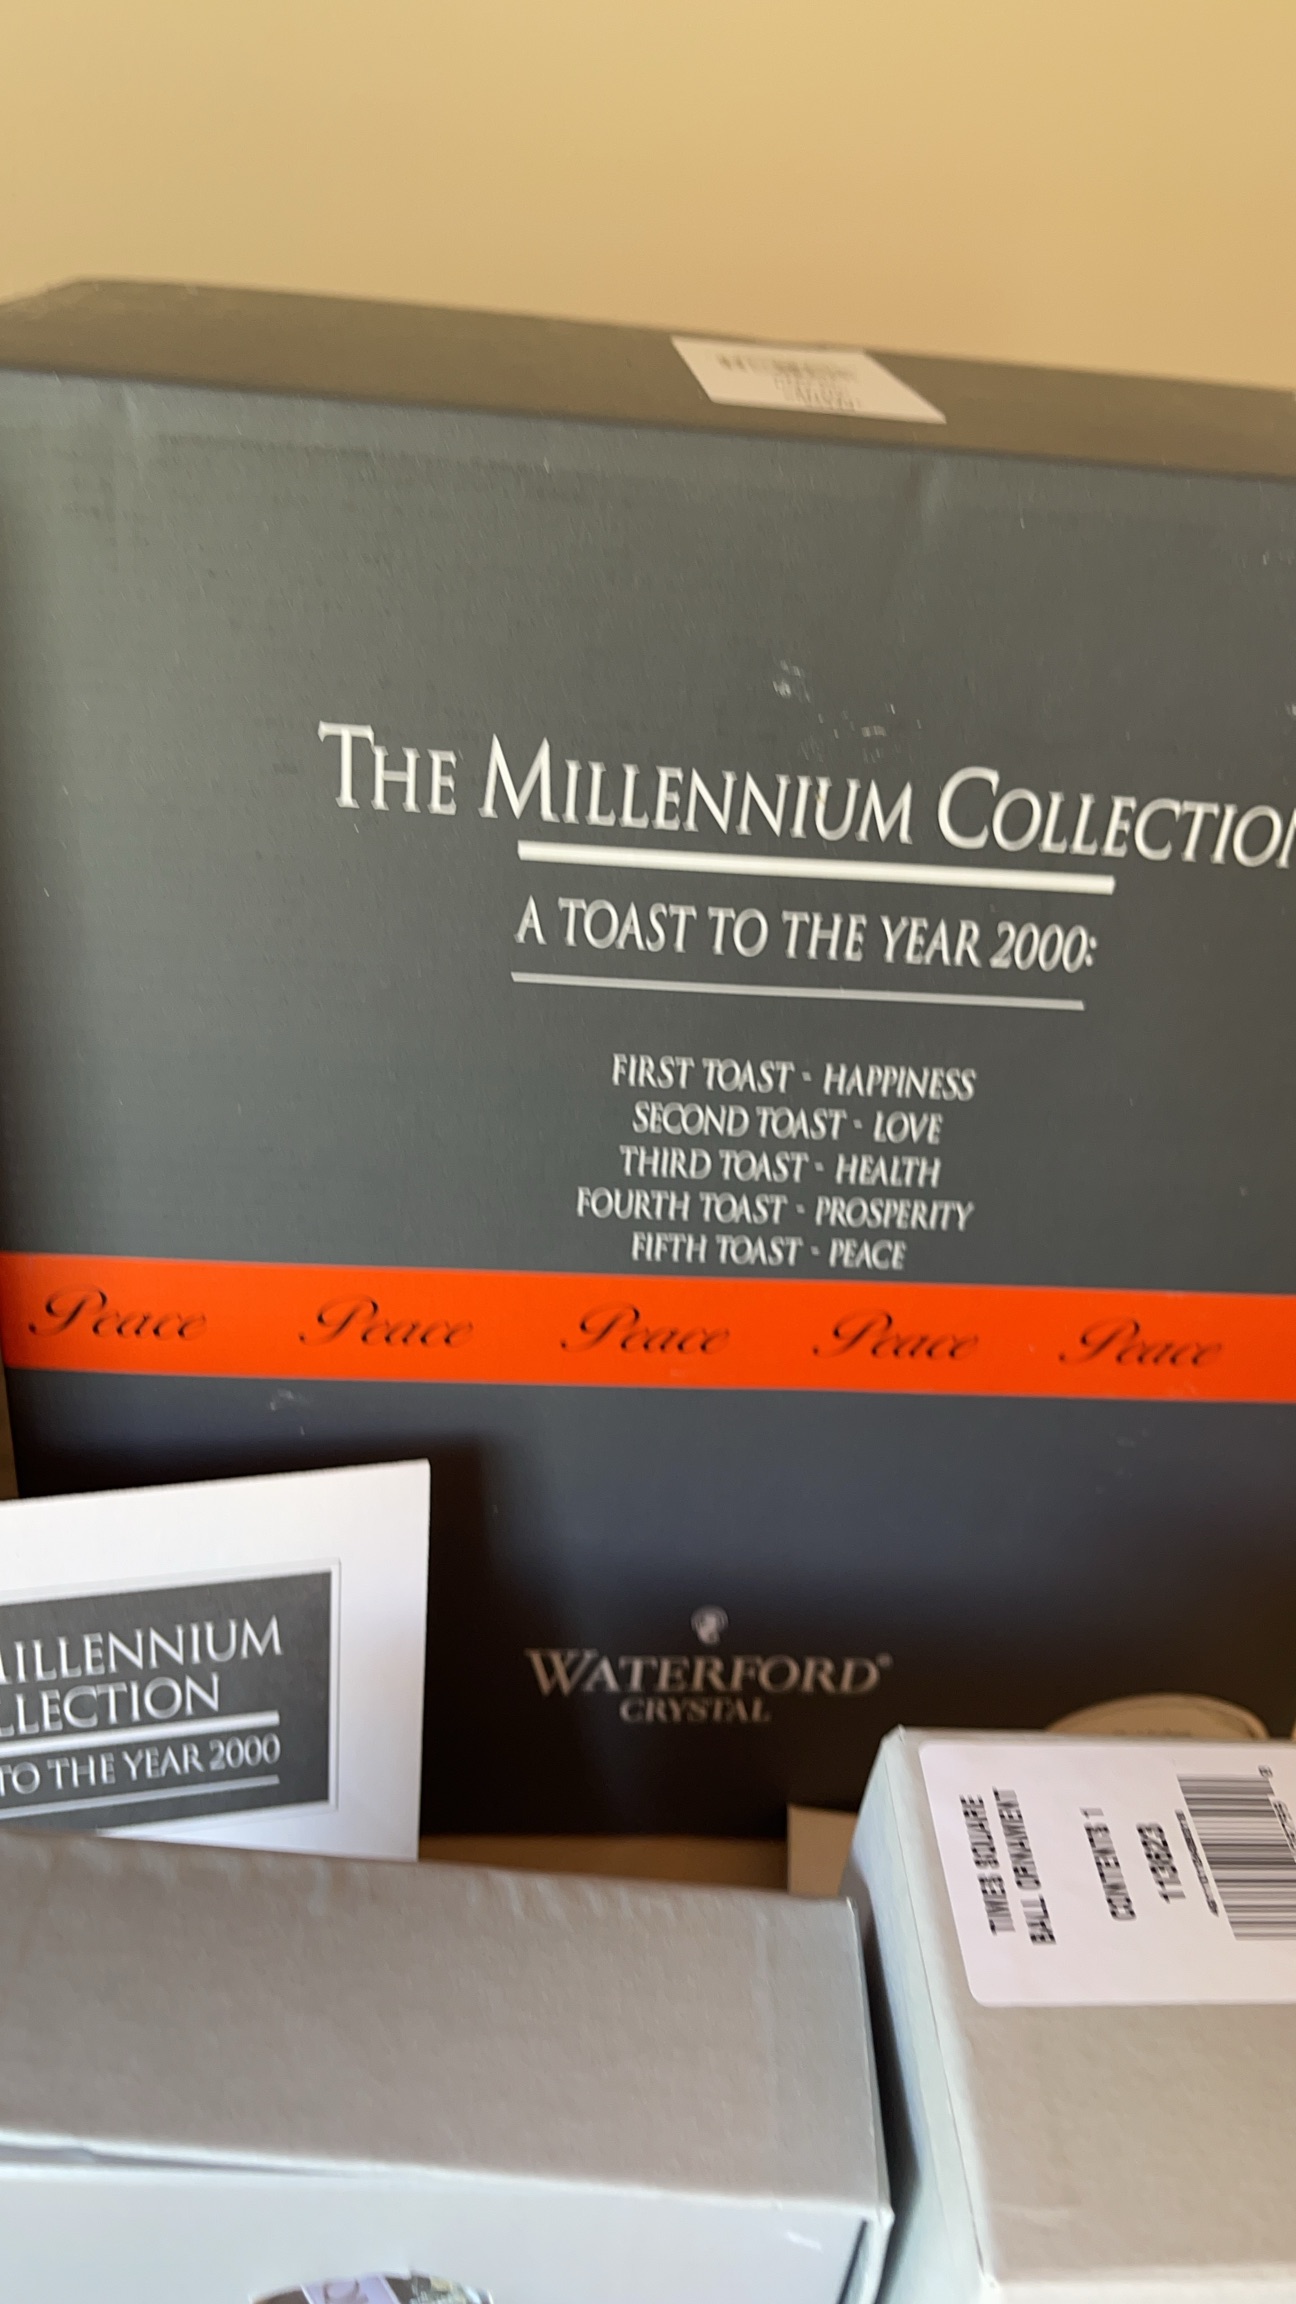 THE MILLENNIUM COLLECTION
A TOAST TO THE YEAR 2000:
FIRST TOAST - HAPPINESS
SECOND TOAST - LOVE
THIRD TOAST - HEALTH
FOURTH TOAST - PROSPERITY
FIFTH TOAST - PEACE
Peace Peace Peace Peace Peace
WATERFORD®
CRYSTAL
MILLENNIUM
LLECTION
TO THE YEAR 2000
TIMES SQUARE
BALL ORNAMENT
CONTENTS 1
113623